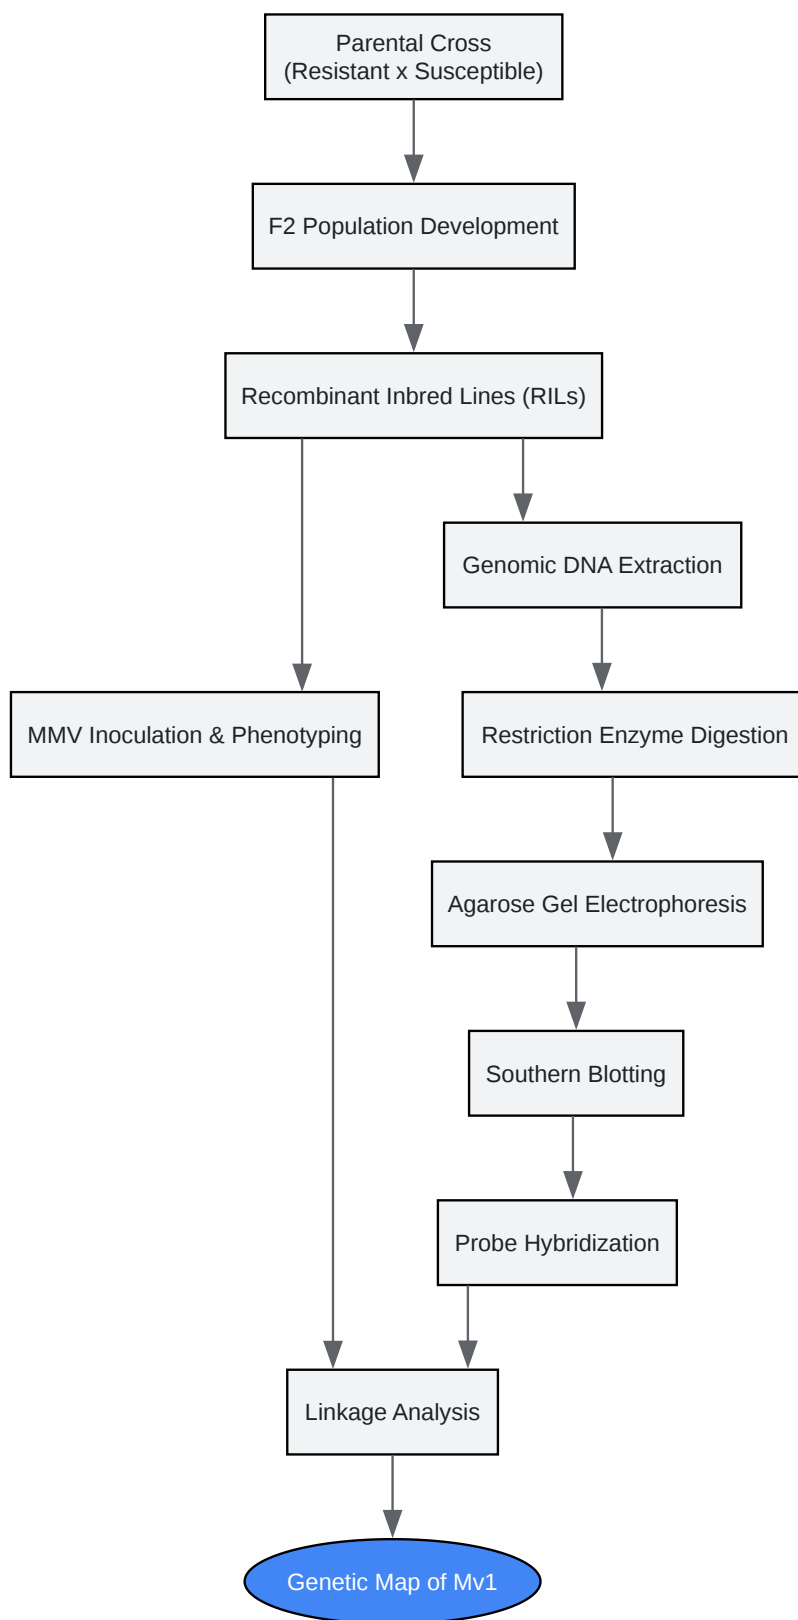 Parental Cross
(Resistant x Susceptible)
F2 Population Development
Recombinant Inbred Lines (RILs)
Genomic DNA Extraction
MMV Inoculation & Phenotyping
Restriction Enzyme Digestion
Agarose Gel Electrophoresis
Southern Blotting
Probe Hybridization
Linkage Analysis
Genetic Map of Mv1